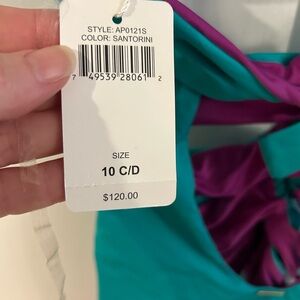 STYLE: AP0121S
COLOR: SANTORINI
7 49539 28061 2
SIZE
10 C/D
$120.00